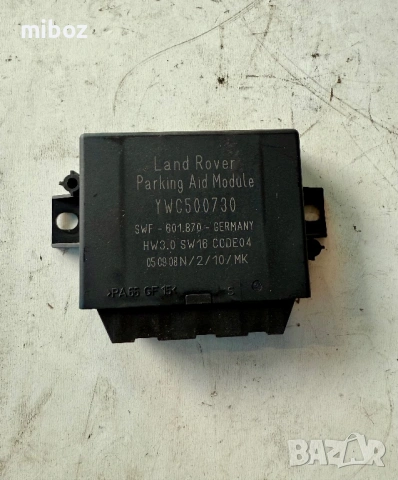 miboz
Land Rover
Parking Aid Module
YWC500730
SWF - 601.870 - GERMANY
HW3.0 SW16 CODE04
050908N/2/10/MK
>PA66 GF15<
BAZAR